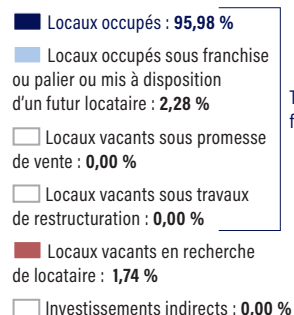 Locaux occupés : 95,98 %
Locaux occupés sous franchise
ou palier ou mis à disposition
d'un futur locataire : 2,28 %
Locaux vacants sous promesse
de vente : 0,00 %
Locaux vacants sous travaux
de restructuration : 0,00 %
Locaux vacants en recherche
de locataire : 1,74 %
Investissements indirects : 0,00 %